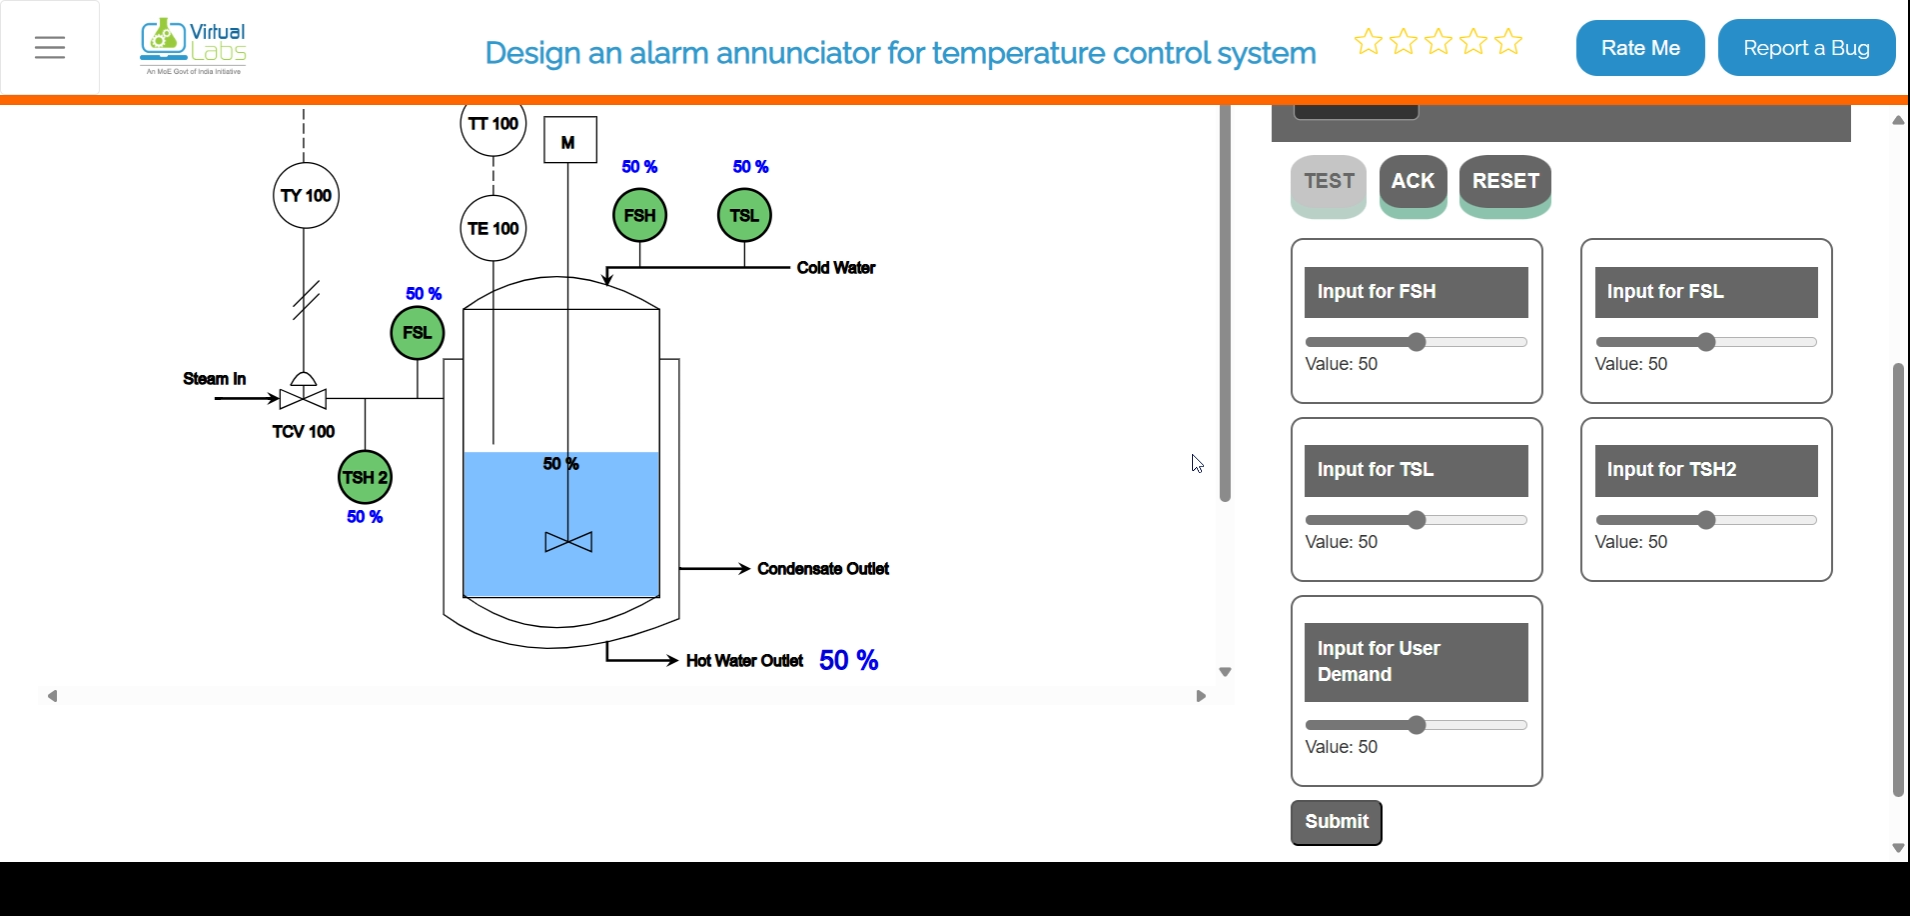 Virtual
Labs
An MoE Govt of India Initiative
Design an alarm annunciator for temperature control system
Rate Me
Report a Bug
TT 100
M
TY 100
50 %
50 %
FSH
TSL
TE 100
Cold Water
50 %
FSL
Steam In
TCV 100
50 %
TSH 2
50 %
Condensate Outlet
Hot Water Outlet 50 %
TEST
ACK
RESET
Input for FSH
Value: 50
Input for FSL
Value: 50
Input for TSL
Value: 50
Input for TSH2
Value: 50
Input for User
Demand
Value: 50
Submit